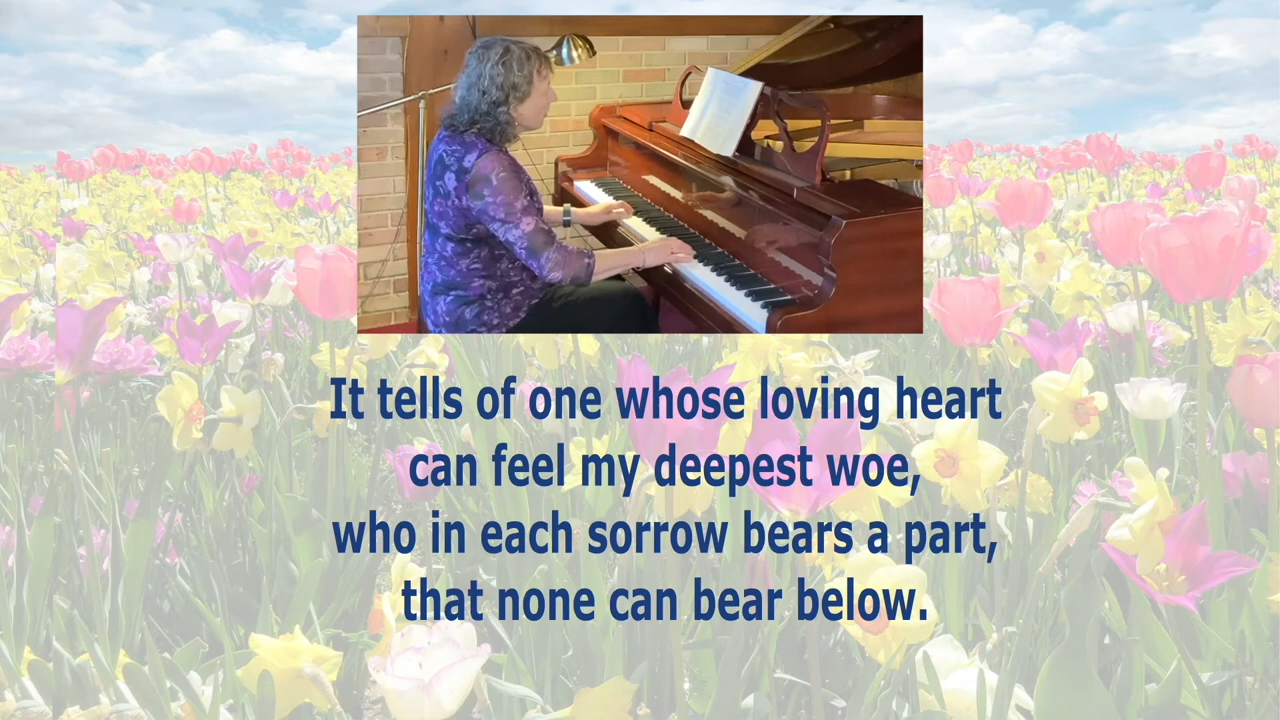 It tells of one whose loving heart
can feel my deepest woe,
who in each sorrow bears a part,
that none can bear below.